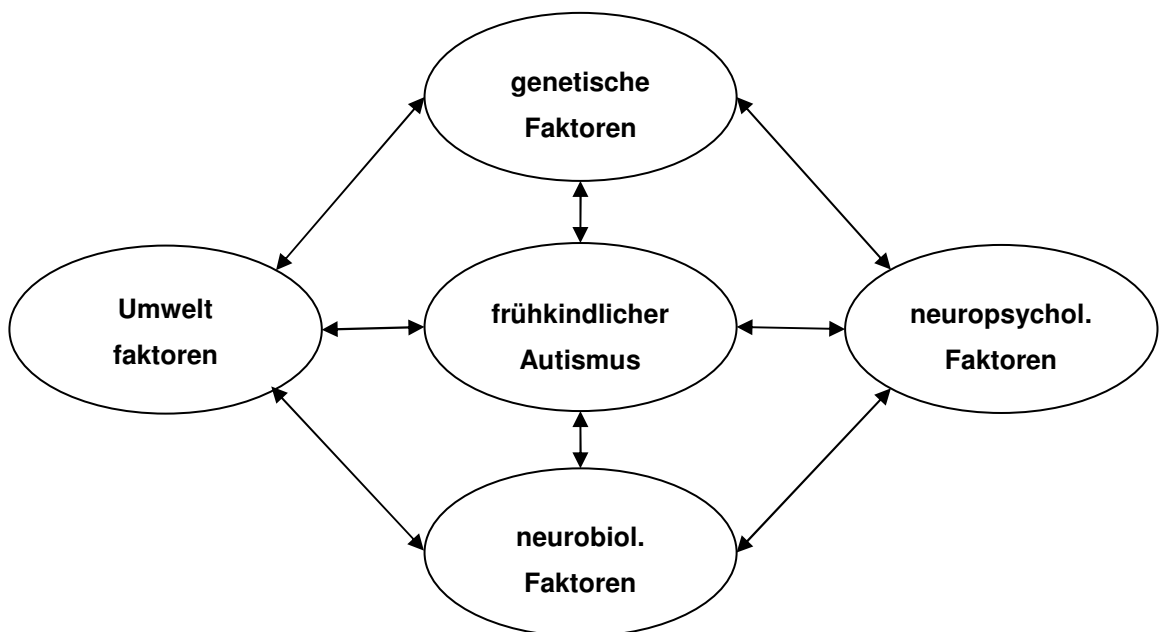 genetische
Faktoren
Umwelt
faktoren
frühkindlicher
Autismus
neuropsychol.
Faktoren
neurobiol.
Faktoren